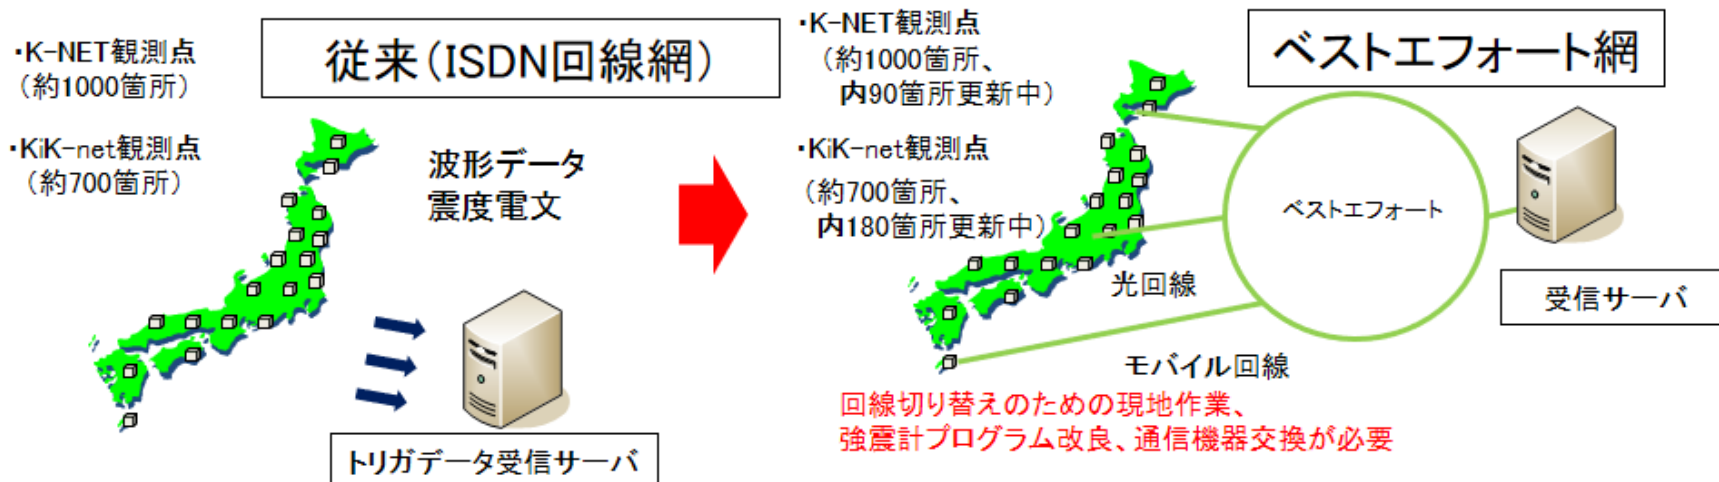 ・K-NET観測点
（約1000箇所）
・KiK-net観測点
（約700箇所）
従来（ISDN回線網）
波形データ
震度電文
トリガデータ受信サーバ
・K-NET観測点
（約1000箇所、
内90箇所更新中）
・KiK-net観測点
（約700箇所、
内180箇所更新中）
ベストエフォート網
ベストエフォート
受信サーバ
光回線
モバイル回線
回線切り替えのための現地作業、
強震計プログラム改良、通信機器交換が必要